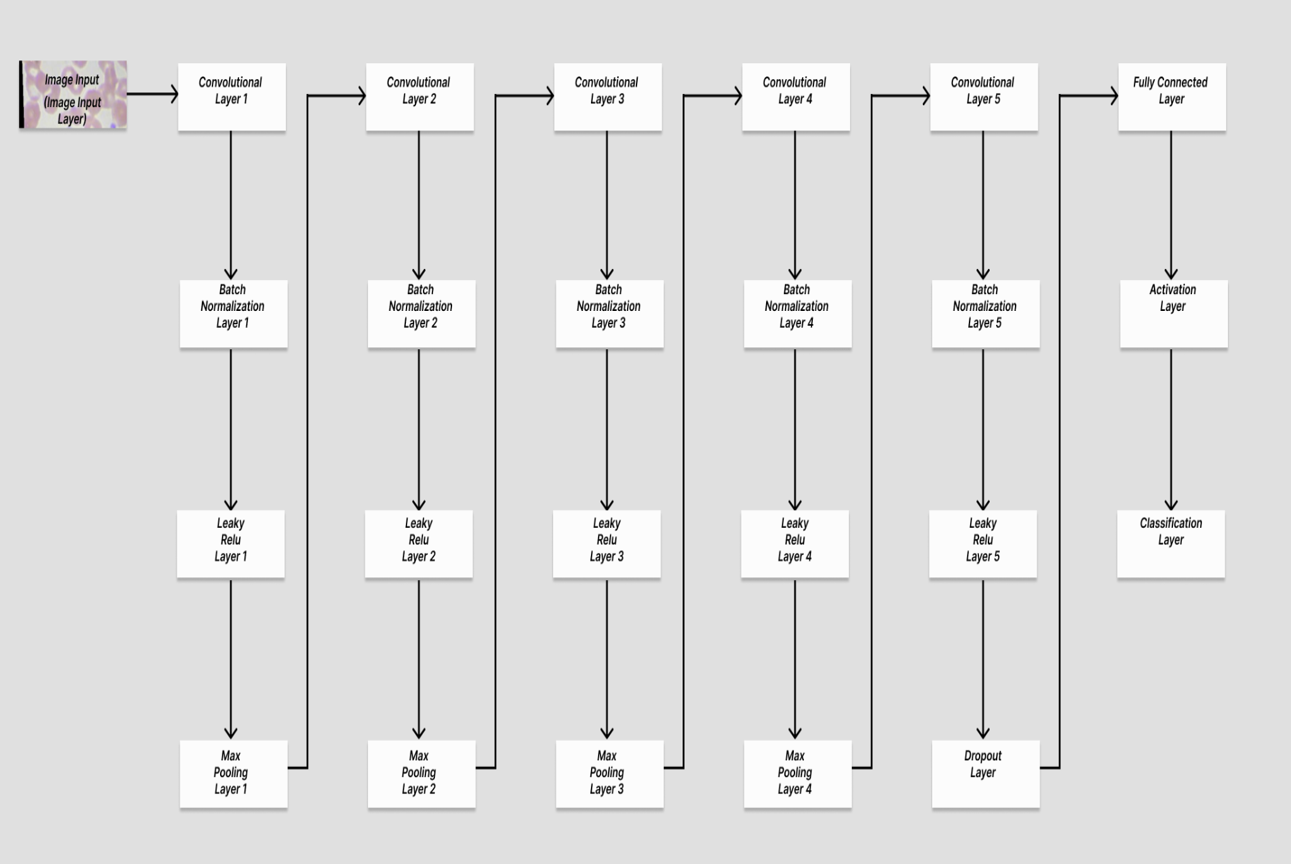 Image Input
(Image Input
Layer)
Convolutional
Layer 1
Batch
Normalization
Layer 1
Leaky
Relu
Layer 1
Max
Pooling
Layer 1
Convolutional
Layer 2
Batch
Normalization
Layer 2
Leaky
Relu
Layer 2
Max
Pooling
Layer 2
Convolutional
Layer 3
Batch
Normalization
Layer 3
Leaky
Relu
Layer 3
Max
Pooling
Layer 3
Convolutional
Layer 4
Batch
Normalization
Layer 4
Leaky
Relu
Layer 4
Max
Pooling
Layer 4
Convolutional
Layer 5
Batch
Normalization
Layer 5
Leaky
Relu
Layer 5
Dropout
Layer
Fully Connected
Layer
Activation
Layer
Classification
Layer